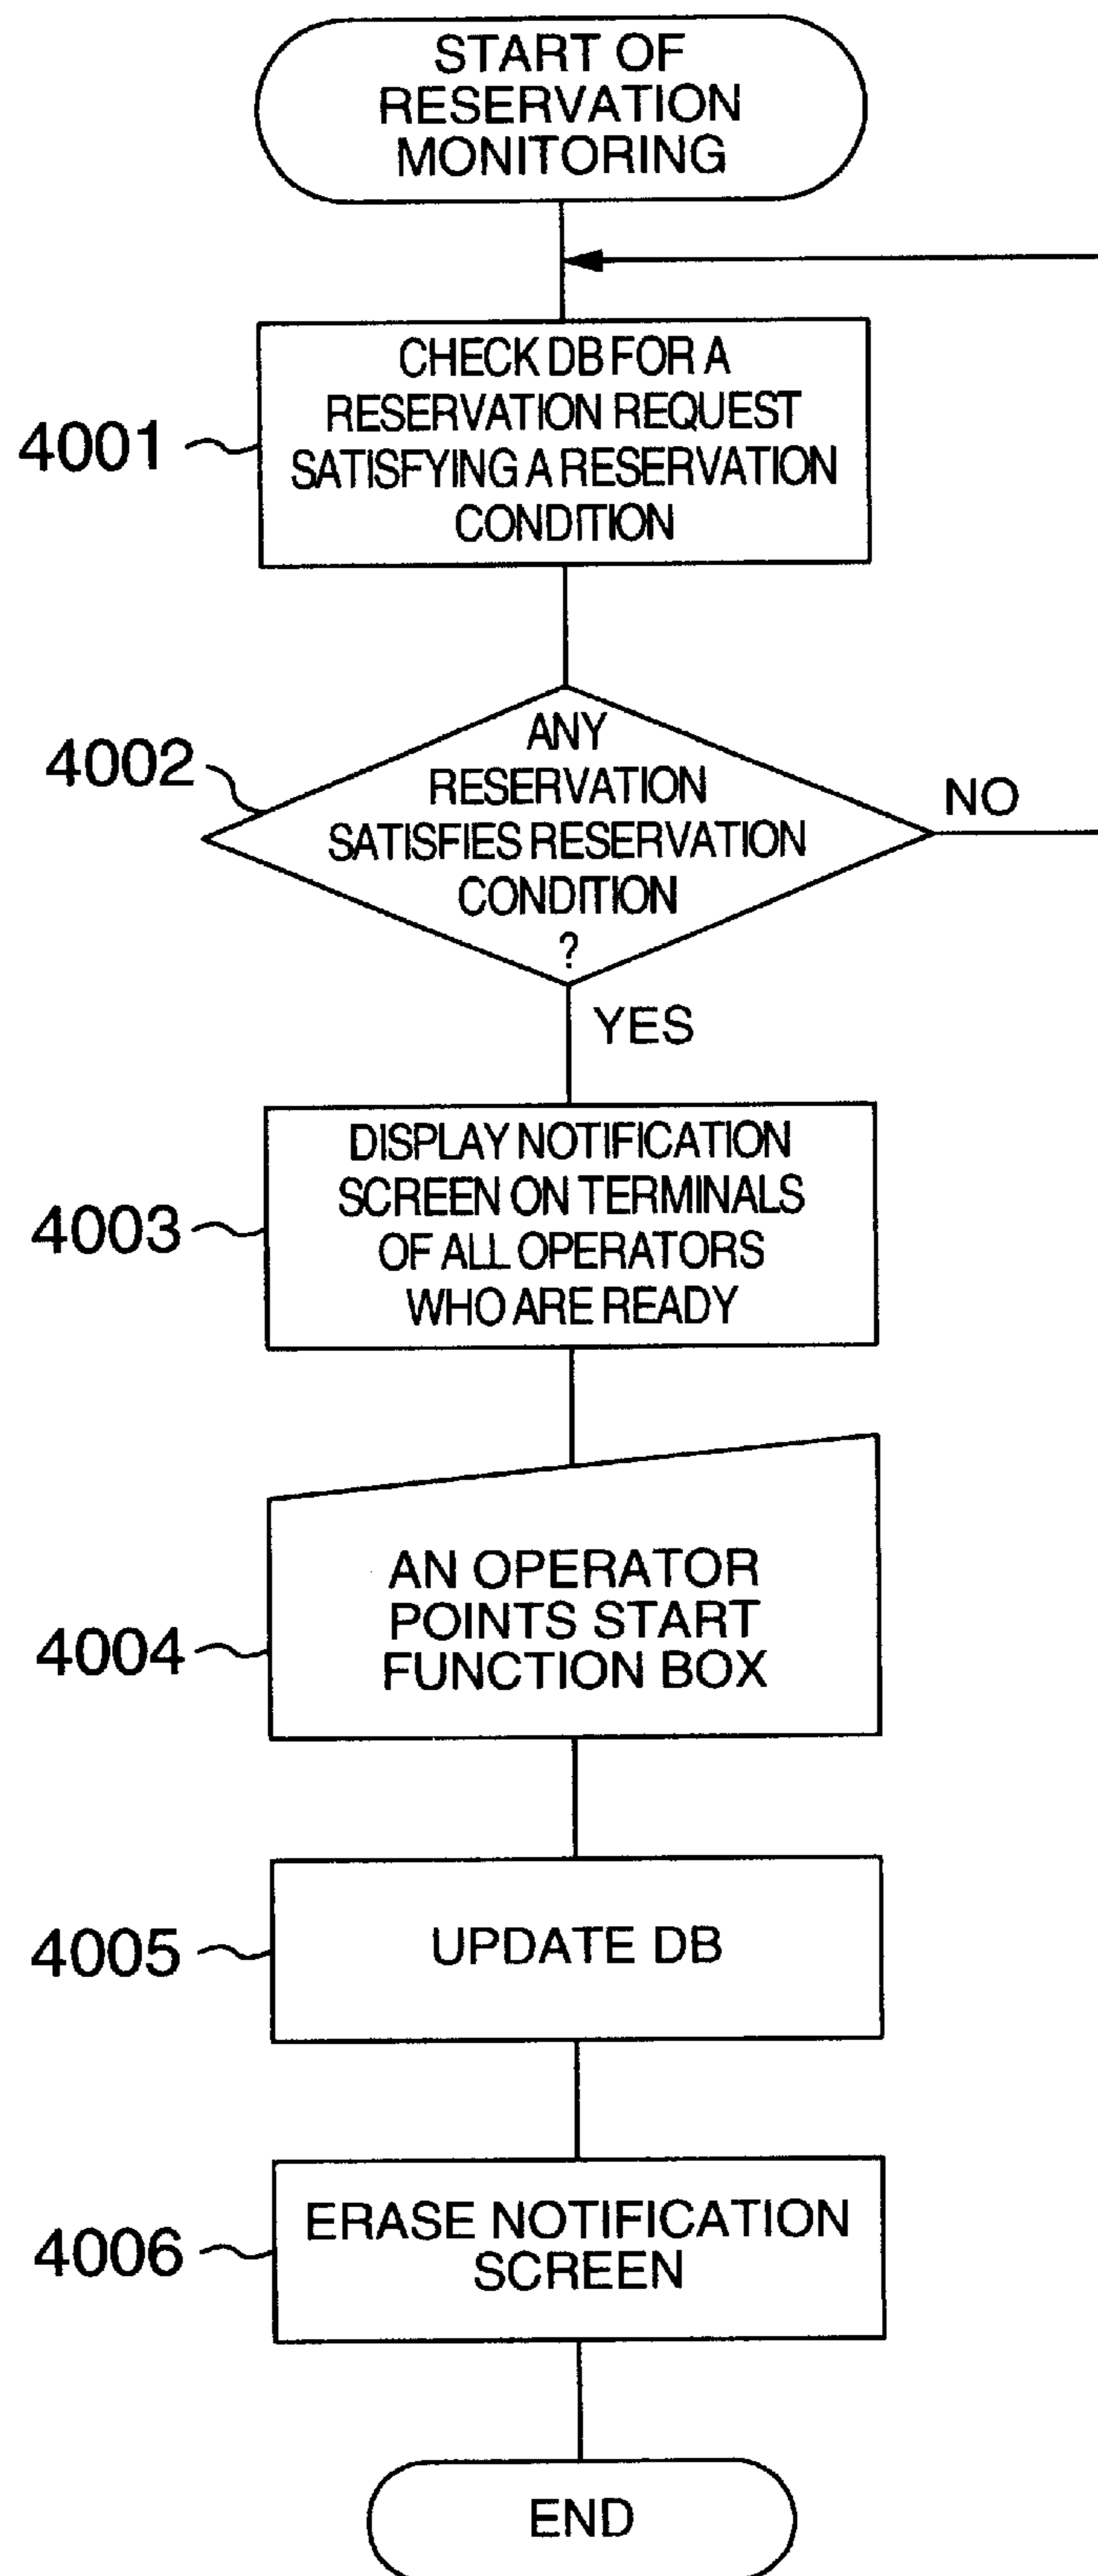 START OF
RESERVATION
MONITORING
4001
CHECK DB FOR A
RESERVATION REQUEST
SATISFYING A RESERVATION
CONDITION
4002
ANY
RESERVATION
SATISFIES RESERVATION
CONDITION
?
NO
YES
4003
DISPLAY NOTIFICATION
SCREEN ON TERMINALS
OF ALL OPERATORS
WHO ARE READY
4004
AN OPERATOR
POINTS START
FUNCTION BOX
4005
UPDATE DB
4006
ERASE NOTIFICATION
SCREEN
END